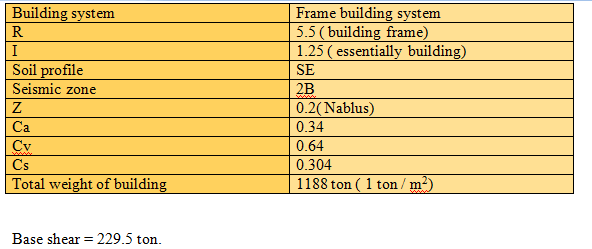 Building system Frame building system
R 5.5 ( building frame)
I 1.25 ( essentially building)
Soil profile SE
Seismic zone 2B
Z 0.2( Nablus)
Ca 0.34
Cv 0.64
Cs 0.304
Total weight of building 1188 ton ( 1 ton / m²)
Base shear = 229.5 ton.